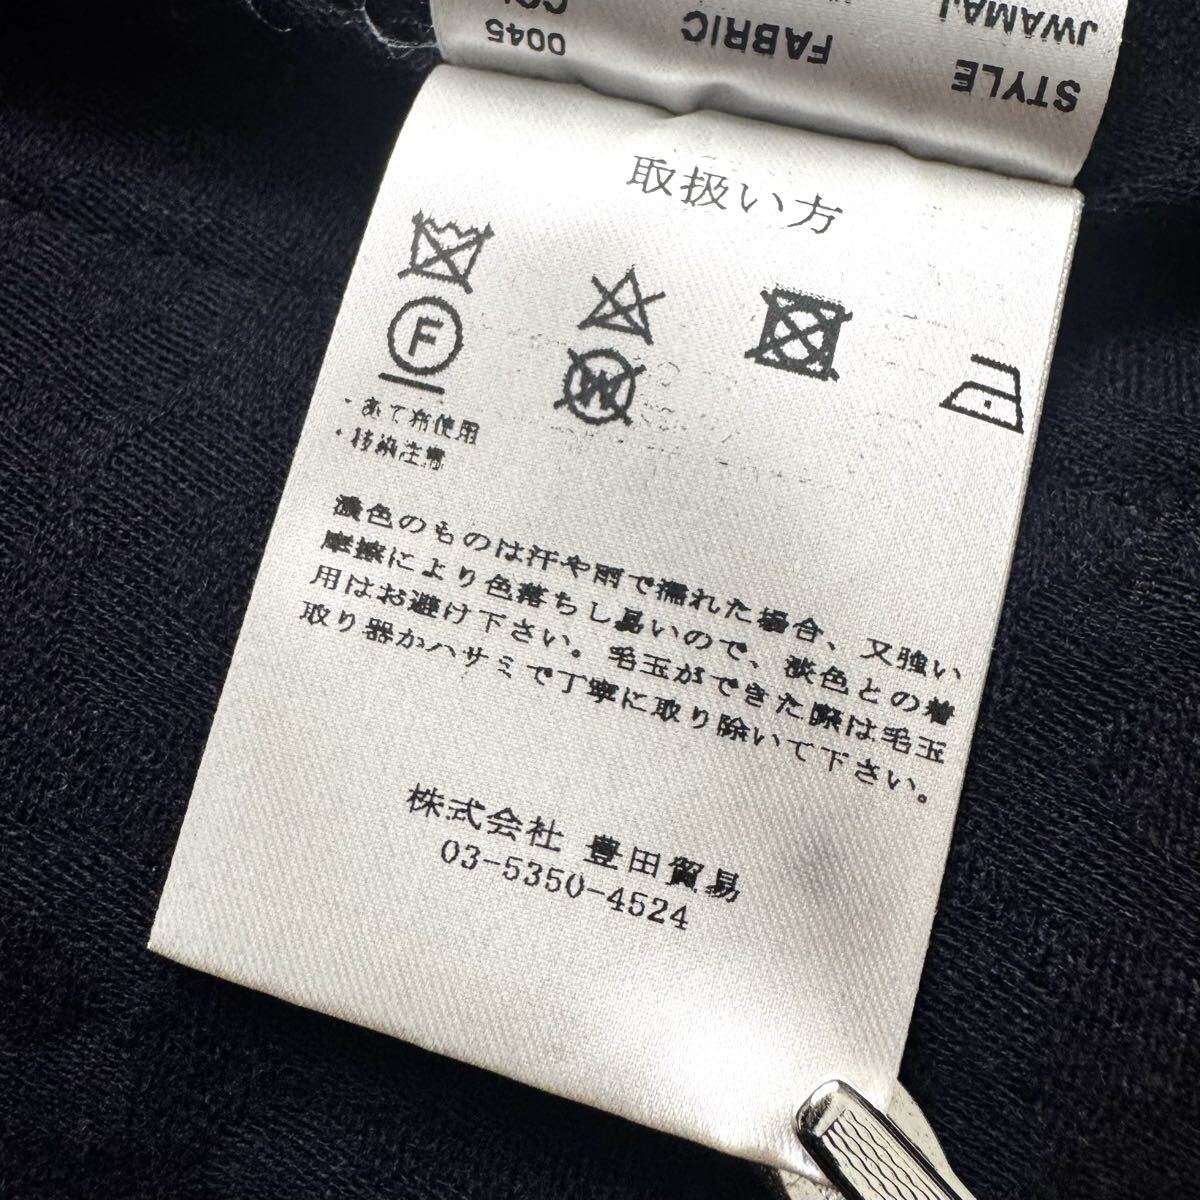 JWAMAJ
STYLE
FABRIC
0045
取扱い方
F
W
・あて布使用
濃色のものは汗や雨で濡れた場合、又強い
摩擦により色落ちし易いので、淡色との着
用はお避け下さい。毛玉ができた際は毛玉
取り器かハサミで丁寧に取り除いて下さい。
株式会社 豊田貿易
03-5350-4524